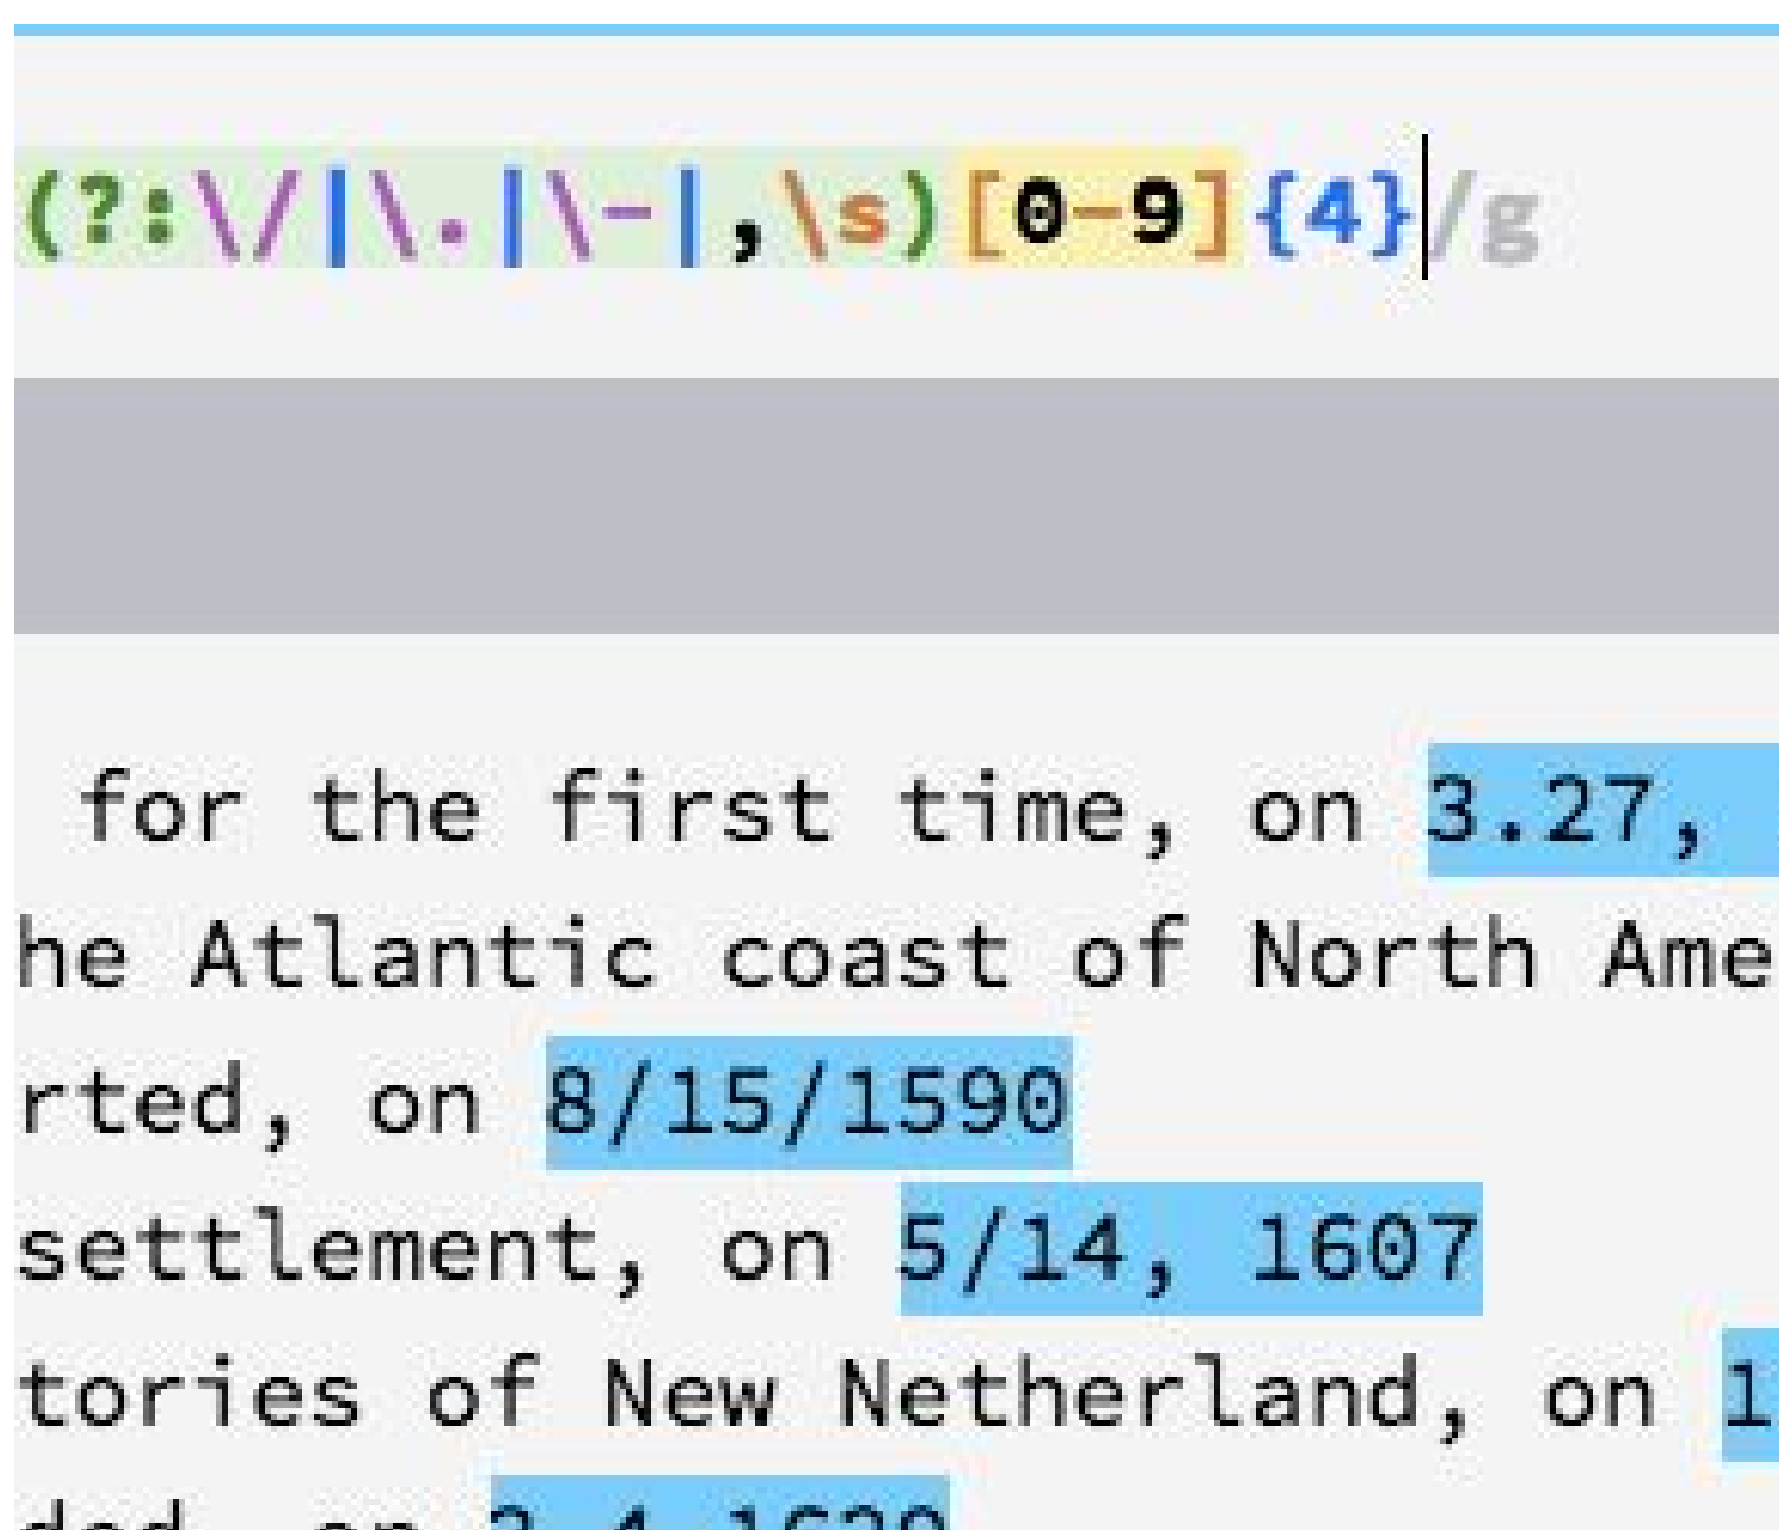 (?:\/|\.|\-|,\s)[0-9]{4}/g
for the first time, on 3.27,
he Atlantic coast of North Ame
rted, on 8/15/1590
settlement, on 5/14, 1607
tories of New Netherland, on 1